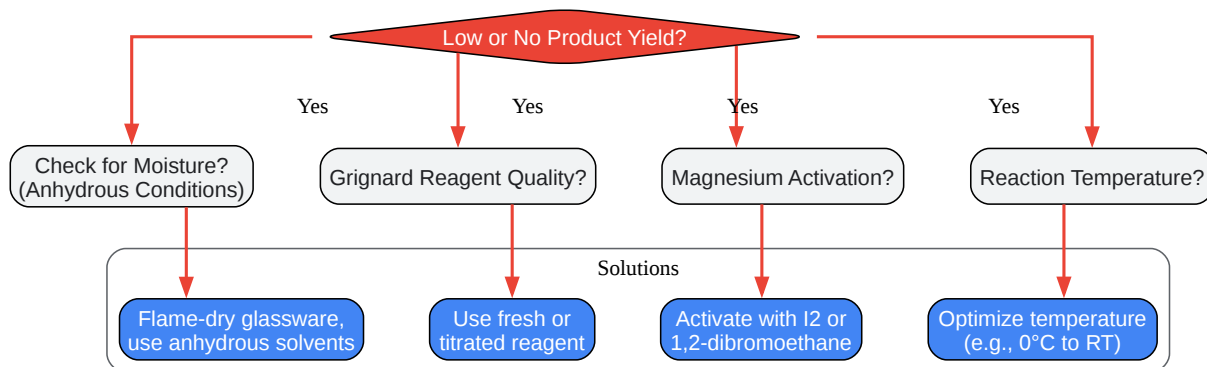 Low or No Product Yield?
Yes
Yes
Yes
Yes
Check for Moisture?
(Anhydrous Conditions)
Grignard Reagent Quality?
Magnesium Activation?
Reaction Temperature?
Solutions
Flame-dry glassware,
use anhydrous solvents
Use fresh or
titrated reagent
Activate with I2 or
1,2-dibromoethane
Optimize temperature
(e.g., 0°C to RT)